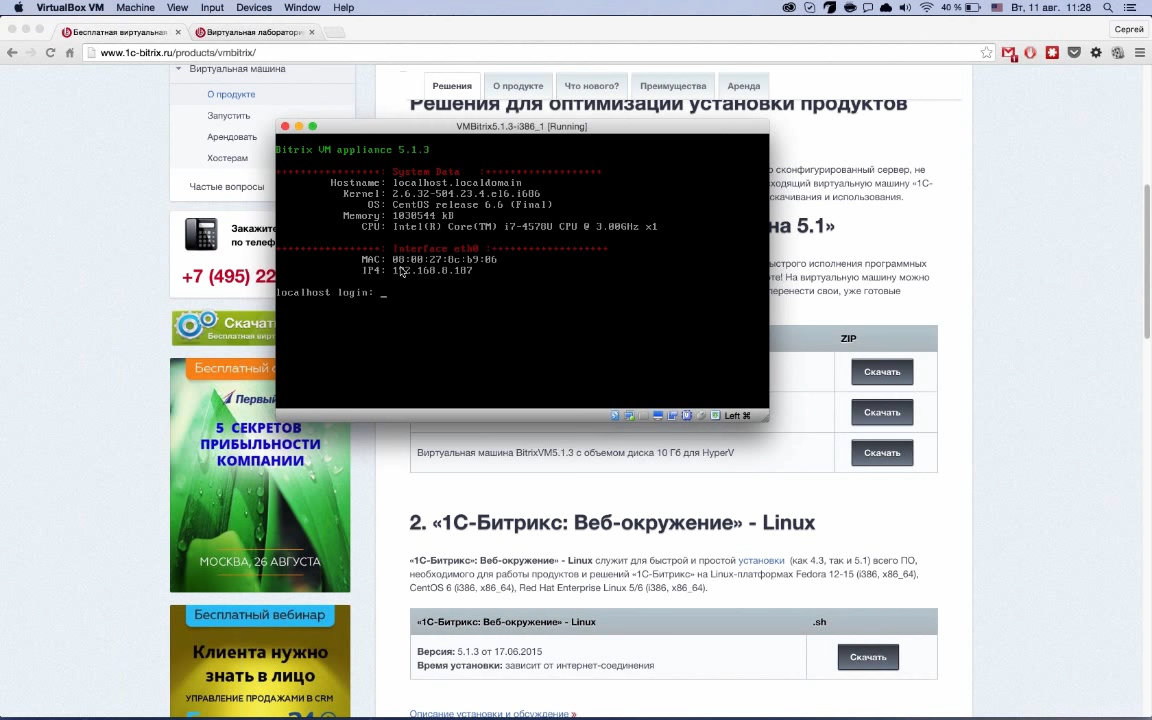 VirtualBox VM Machine View Input Devices Window Help 40 % Вт, 11 авг. 11:28
Бесплатная виртуальная Виртуальная лаборатори Сергей
www.1c-bitrix.ru/products/vmbitrix/
Виртуальная машина
О продукте
Запустить
Арендовать
Хостерам
Частые вопросы
Решения О продукте Что нового? Преимущества Аренда
Решения для оптимизации установки продуктов
VMBitrix5.1.3-i386_1 [Running]
Bitrix VM appliance 5.1.3
System Data
Hostname: localhost.localdomain
Kernel: 2.6.32-504.23.4.el6.i686
OS: CentOS release 6.6 (Final)
Memory: 1030544 kB
CPU: Intel(R) Core(TM) i7-4578U CPU @ 3.00GHz x1
Interface eth0
MAC: 08:00:27:8c:b9:06
IP4: 192.168.8.187
localhost login: _
Left ⌘
о сконфигурированный сервер, не
ходящий виртуальную машину «1С-
скачивания и использования.
на 5.1»
ыстрого исполнения программных
те! На виртуальную машину можно
перенести свои, уже готовые
ZIP
Скачать
Скачать
Виртуальная машина BitrixVM5.1.3 с объемом диска 10 Гб для HyperV Скачать
Закажите
по телеф
+7 (495) 22
Скачат
Бесплатная вирт
Бесплатный
Первый
5 СЕКРЕТОВ
ПРИБЫЛЬНОСТИ
КОМПАНИИ
МОСКВА, 26 АВГУСТА
Бесплатный вебинар
Клиента нужно
знать в лицо
УПРАВЛЕНИЕ ПРОДАЖАМИ В CRM
2. «1С-Битрикс: Веб-окружение» - Linux
«1С-Битрикс»: Веб-окружение» - Linux служит для быстрой и простой установки (как 4.3, так и 5.1) всего ПО,
необходимого для работы продуктов и решений «1С-Битрикс» на Linux-платформах Fedora 12-15 (i386, x86_64),
CentOS 6 (i386, x86_64), Red Hat Enterprise Linux 5/6 (i386, x86_64).
«1С-Битрикс: Веб-окружение» - Linux .sh
Версия: 5.1.3 от 17.06.2015
Время установки: зависит от интернет-соединения
Скачать
Описание установки и обсуждение »